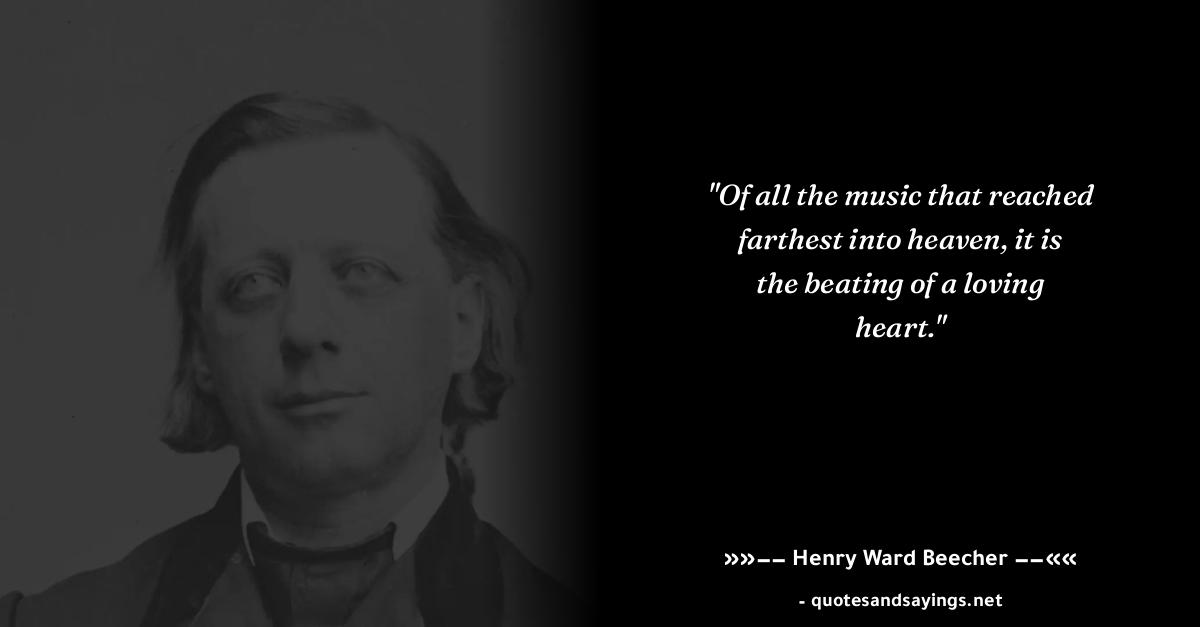 "Of all the music that reached
farthest into heaven, it is
the beating of a loving
heart."
»»–– Henry Ward Beecher ––««
- quotesandsayings.net